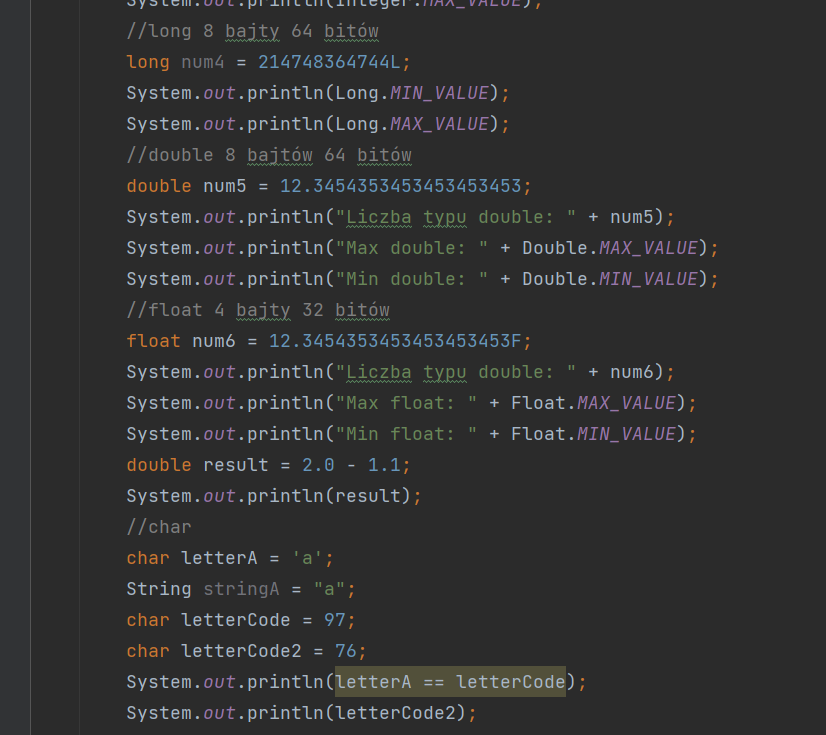 System.out.println(Integer.MAX_VALUE);
//long 8 bajty 64 bitów
long num4 = 214748364744L;
System.out.println(Long.MIN_VALUE);
System.out.println(Long.MAX_VALUE);
//double 8 bajtów 64 bitów
double num5 = 12.3454353453453453453;
System.out.println("Liczba typu double: " + num5);
System.out.println("Max double: " + Double.MAX_VALUE);
System.out.println("Min double: " + Double.MIN_VALUE);
//float 4 bajty 32 bitów
float num6 = 12.3454353453453453453F;
System.out.println("Liczba typu double: " + num6);
System.out.println("Max float: " + Float.MAX_VALUE);
System.out.println("Min float: " + Float.MIN_VALUE);
double result = 2.0 - 1.1;
System.out.println(result);
//char
char letterA = 'a';
String stringA = "a";
char letterCode = 97;
char letterCode2 = 76;
System.out.println(letterA == letterCode);
System.out.println(letterCode2);